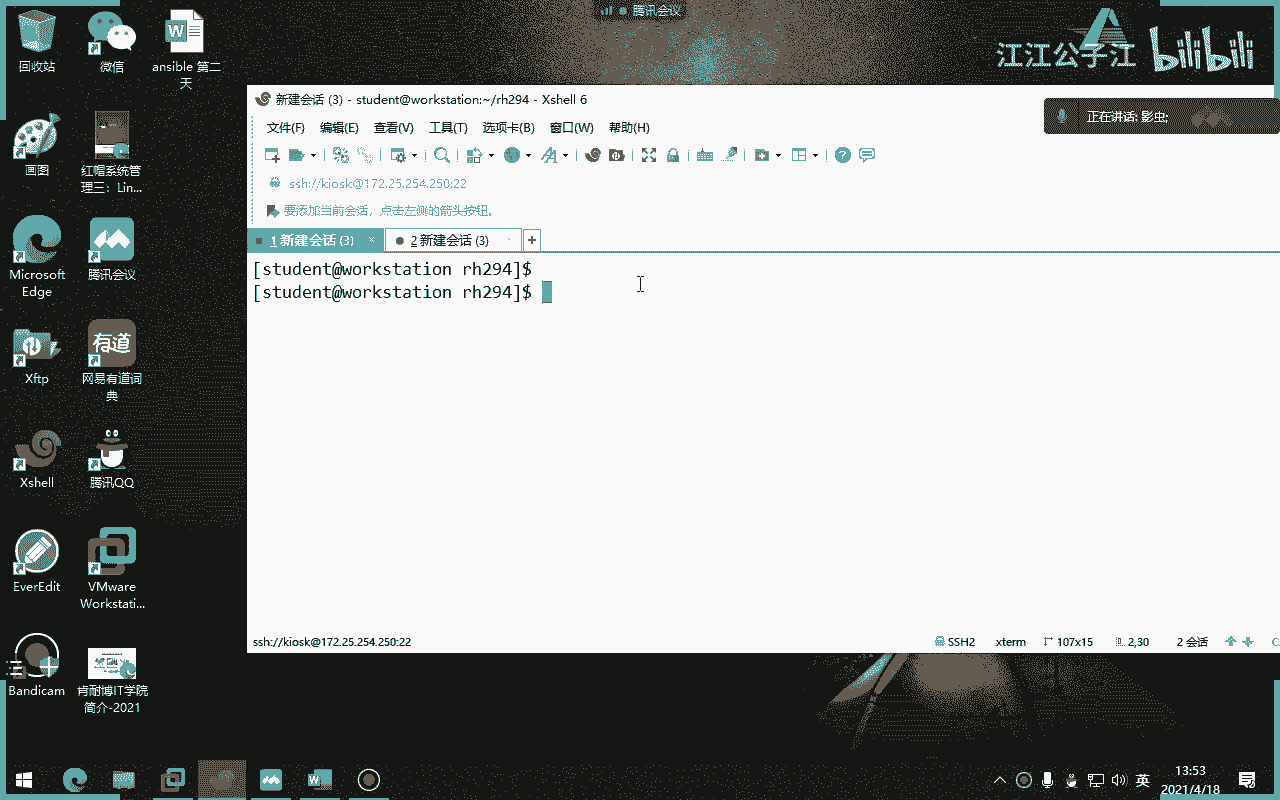 腾讯会议
江江公子江 bilibili
回收站
微信
ansible 第二
天
画图
红帽系统管
理三：Lin...
Microsoft
Edge
腾讯会议
Xftp
有道
网易有道词
典
Xshell
腾讯QQ
EverEdit
VMware
Workstati...
Bandicam
肯耐博IT学院
简介-2021
新建会话 (3) - student@workstation:~/rh294 - Xshell 6
正在讲话: 影虫;
文件(F) 编辑(E) 查看(V) 工具(T) 选项卡(B) 窗口(W) 帮助(H)
ssh://kiosk@172.25.254.250:22
要添加当前会话，点击左侧的箭头按钮。
1 新建会话 (3) × 2 新建会话 (3) +
[student@workstation rh294]$
[student@workstation rh294]$
ssh://kiosk@172.25.254.250:22 SSH2 xterm 107x15 2,30 2 会话
英
13:53
2021/4/18